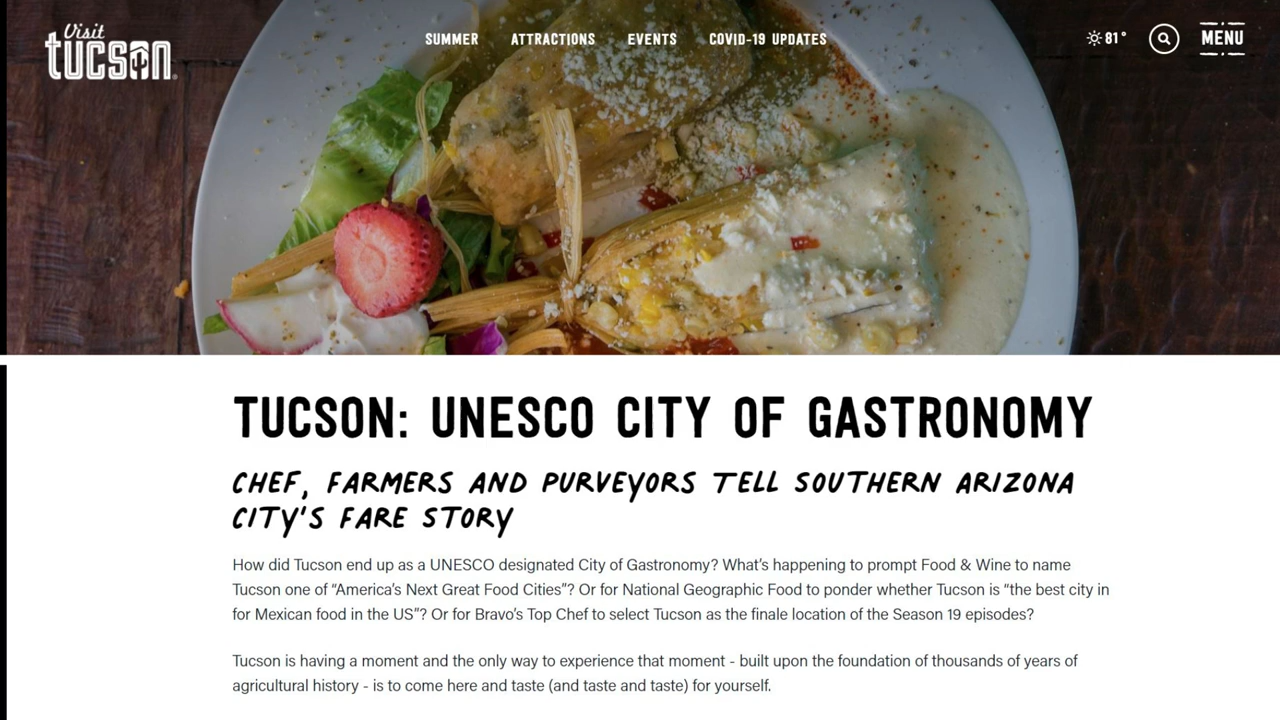 Visit
tucson
SUMMER ATTRACTIONS EVENTS COVID-19 UPDATES
81°
MENU
TUCSON: UNESCO CITY OF GASTRONOMY
CHEF, FARMERS AND PURVEYORS TELL SOUTHERN ARIZONA
CITY'S FARE STORY
How did Tucson end up as a UNESCO designated City of Gastronomy? What’s happening to prompt Food & Wine to name
Tucson one of “America’s Next Great Food Cities”? Or for National Geographic Food to ponder whether Tucson is “the best city in
for Mexican food in the US”? Or for Bravo’s Top Chef to select Tucson as the finale location of the Season 19 episodes?
Tucson is having a moment and the only way to experience that moment - built upon the foundation of thousands of years of
agricultural history - is to come here and taste (and taste and taste) for yourself.